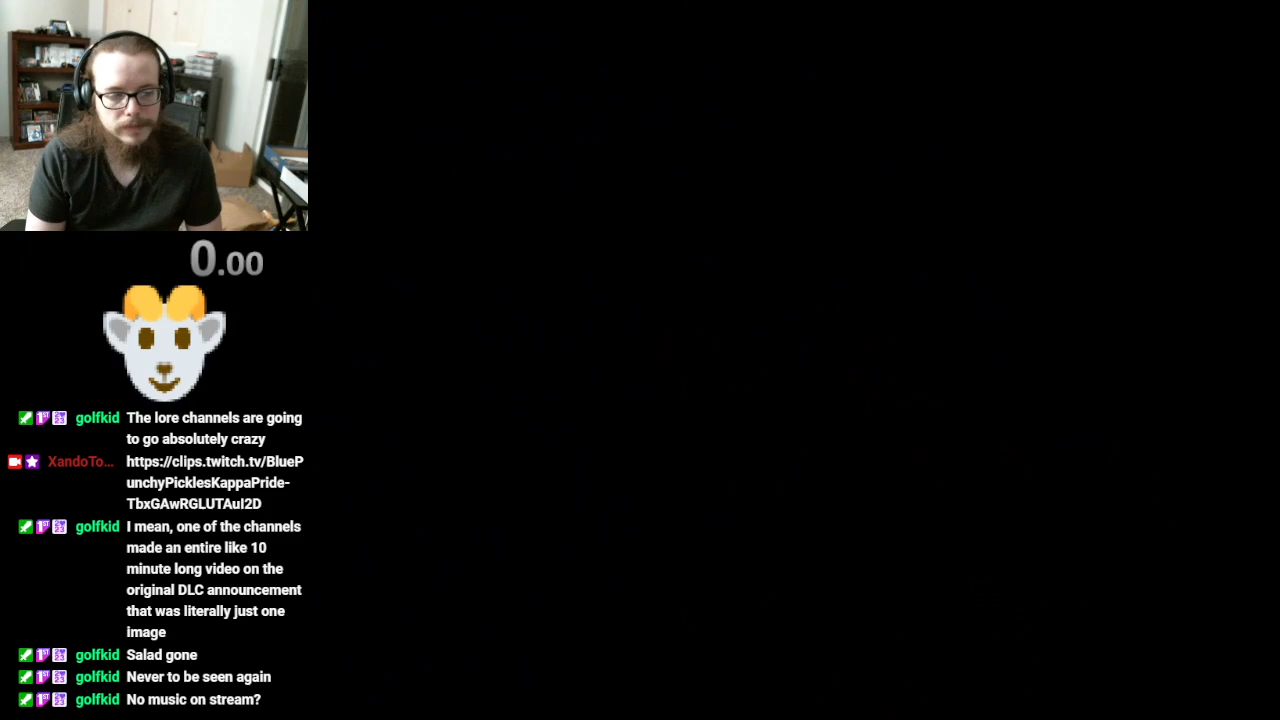 0.00
golfkid The lore channels are going
to go absolutely crazy
XandoTo... https://clips.twitch.tv/BlueP
unchyPicklesKappaPride-
TbxGAwRGLUTAuI2D
golfkid I mean, one of the channels
made an entire like 10
minute long video on the
original DLC announcement
that was literally just one
image
golfkid Salad gone
golfkid Never to be seen again
golfkid No music on stream?